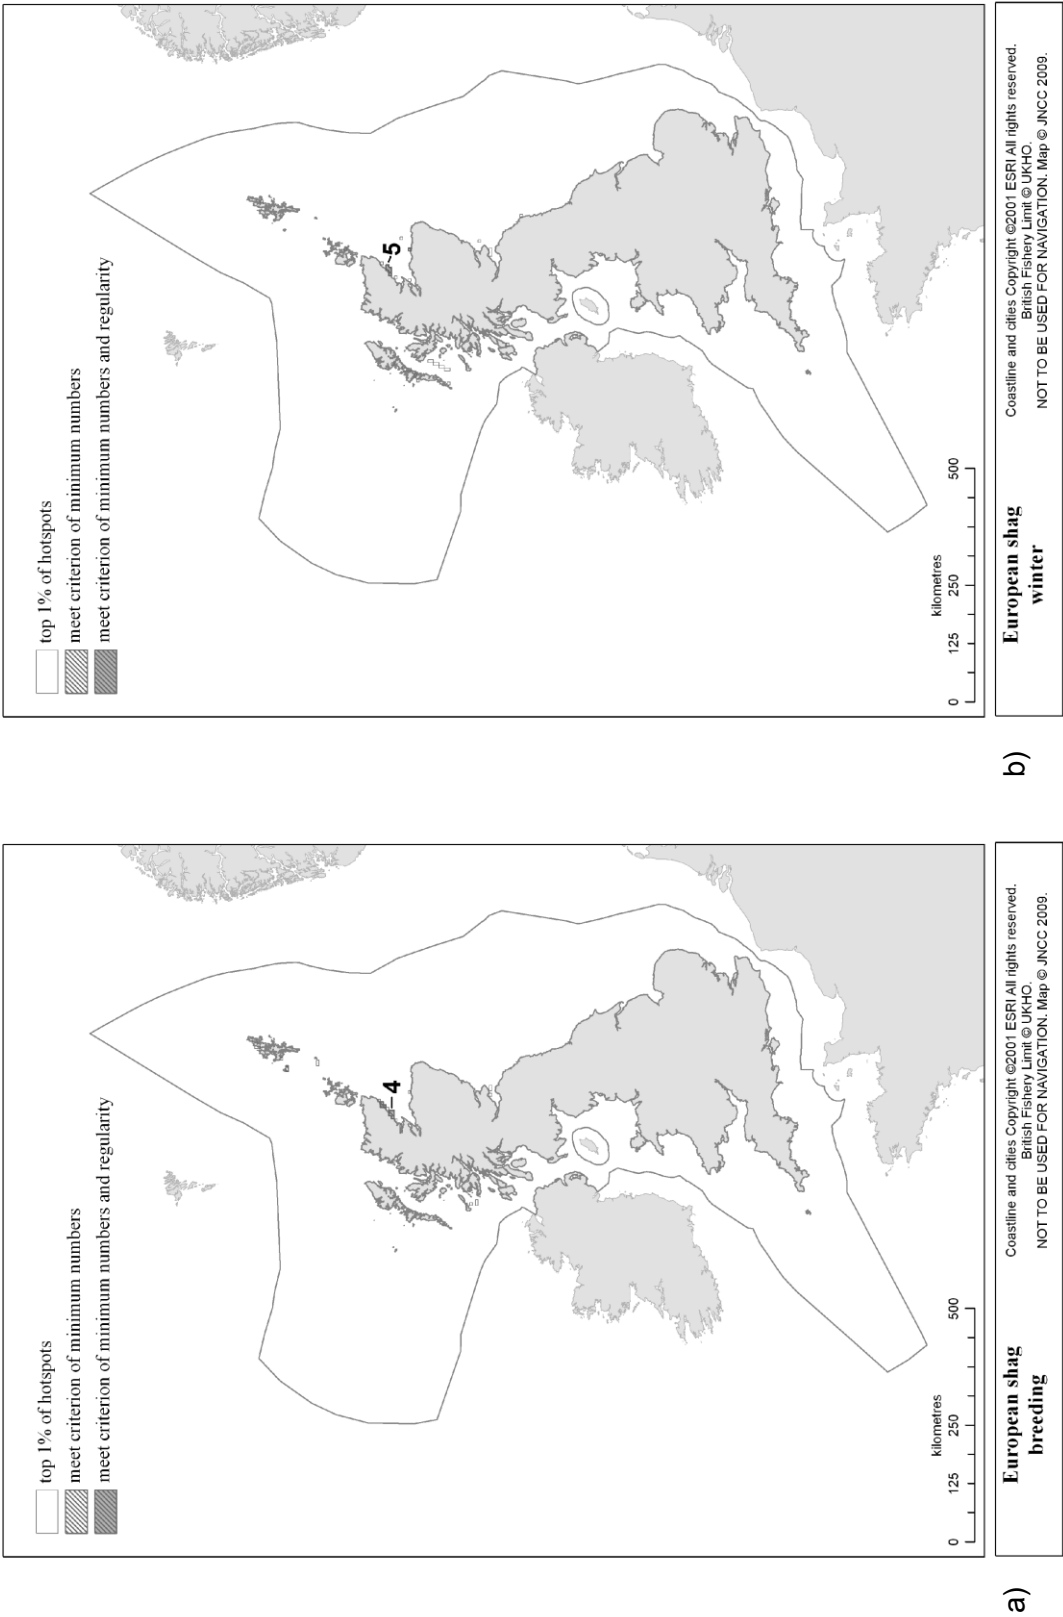 a)
top 1% of hotspots
meet criterion of minimum numbers
meet criterion of minimum numbers and regularity
4
kilometres
0 125 250 500
European shag
breeding
Coastline and cities Copyright ©2001 ESRI All rights reserved.
British Fishery Limit © UKHO.
NOT TO BE USED FOR NAVIGATION. Map © JNCC 2009.
b)
top 1% of hotspots
meet criterion of minimum numbers
meet criterion of minimum numbers and regularity
5
kilometres
0 125 250 500
European shag
winter
Coastline and cities Copyright ©2001 ESRI All rights reserved.
British Fishery Limit © UKHO.
NOT TO BE USED FOR NAVIGATION. Map © JNCC 2009.